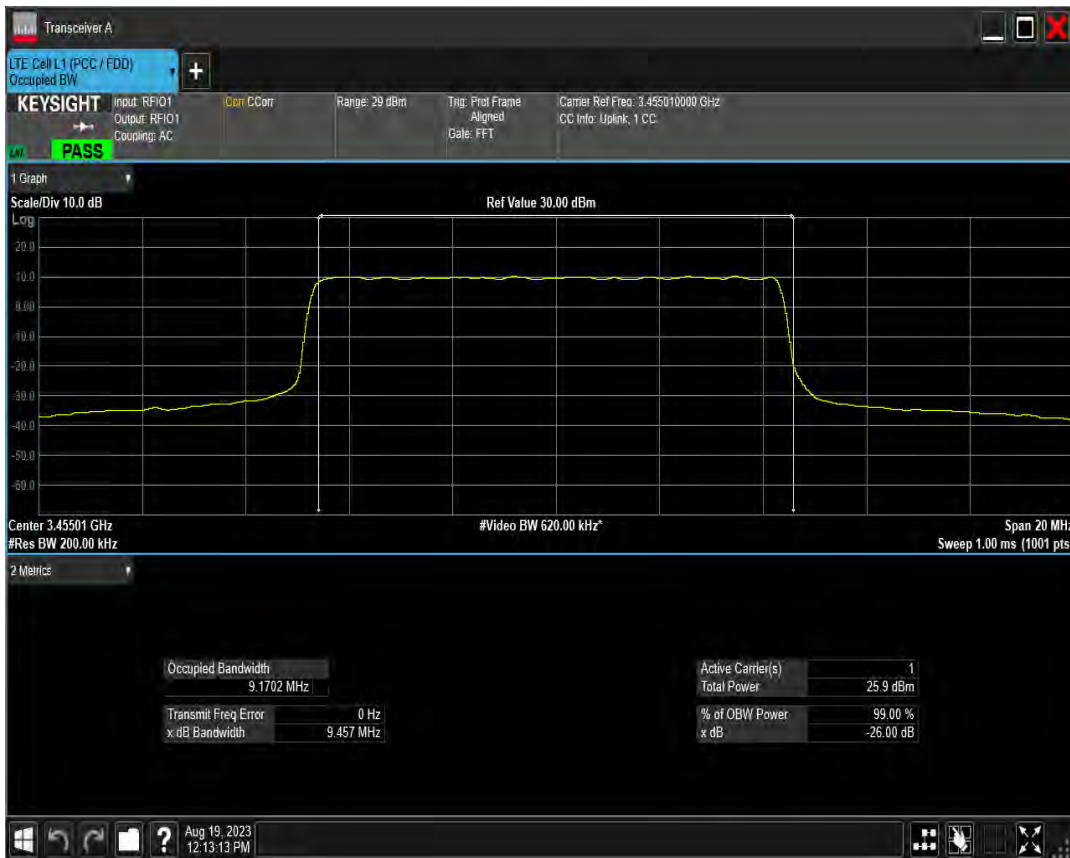 Transceiver A
LTE Cell L1 (PCC / FDD)
Occupied BW
KEYSIGHT
PASS
Input: RFIO1
Output: RFIO1
Coupling: AC
Corr CCorr
Range: 29 dBm
Trig: Prot Frame
Aligned
Gate: FFT
Carrier Ref Freq: 3.455010000 GHz
CC Info: Uplink, 1 CC
1 Graph
Scale/Div 10.0 dB
Ref Value 30.00 dBm
Log
20.0
10.0
0.00
-10.0
-20.0
-30.0
-40.0
-50.0
-60.0
Center 3.45501 GHz
#Video BW 620.00 kHz*
Span 20 MHz
#Res BW 200.00 kHz
Sweep 1.00 ms (1001 pts
2 Metrics
Occupied Bandwidth
9.1702 MHz
Transmit Freq Error 0 Hz
x dB Bandwidth 9.457 MHz
Active Carrier(s) 1
Total Power 25.9 dBm
% of OBW Power 99.00 %
x dB -26.00 dB
Aug 19, 2023
12:13:13 PM